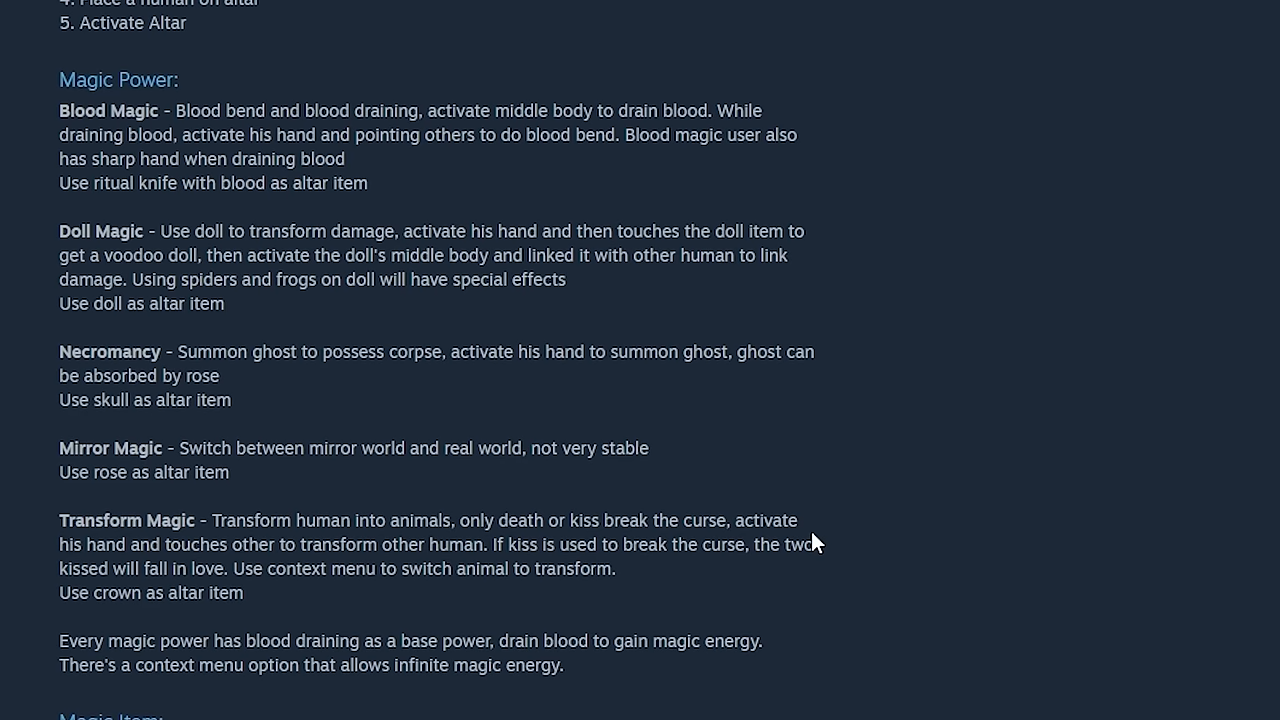 4. Place a human on altar
5. Activate Altar
Magic Power:
Blood Magic - Blood bend and blood draining, activate middle body to drain blood. While
draining blood, activate his hand and pointing others to do blood bend. Blood magic user also
has sharp hand when draining blood
Use ritual knife with blood as altar item
Doll Magic - Use doll to transform damage, activate his hand and then touches the doll item to
get a voodoo doll, then activate the doll's middle body and linked it with other human to link
damage. Using spiders and frogs on doll will have special effects
Use doll as altar item
Necromancy - Summon ghost to possess corpse, activate his hand to summon ghost, ghost can
be absorbed by rose
Use skull as altar item
Mirror Magic - Switch between mirror world and real world, not very stable
Use rose as altar item
Transform Magic - Transform human into animals, only death or kiss break the curse, activate
his hand and touches other to transform other human. If kiss is used to break the curse, the two
kissed will fall in love. Use context menu to switch animal to transform.
Use crown as altar item
Every magic power has blood draining as a base power, drain blood to gain magic energy.
There's a context menu option that allows infinite magic energy.
Magic Item: